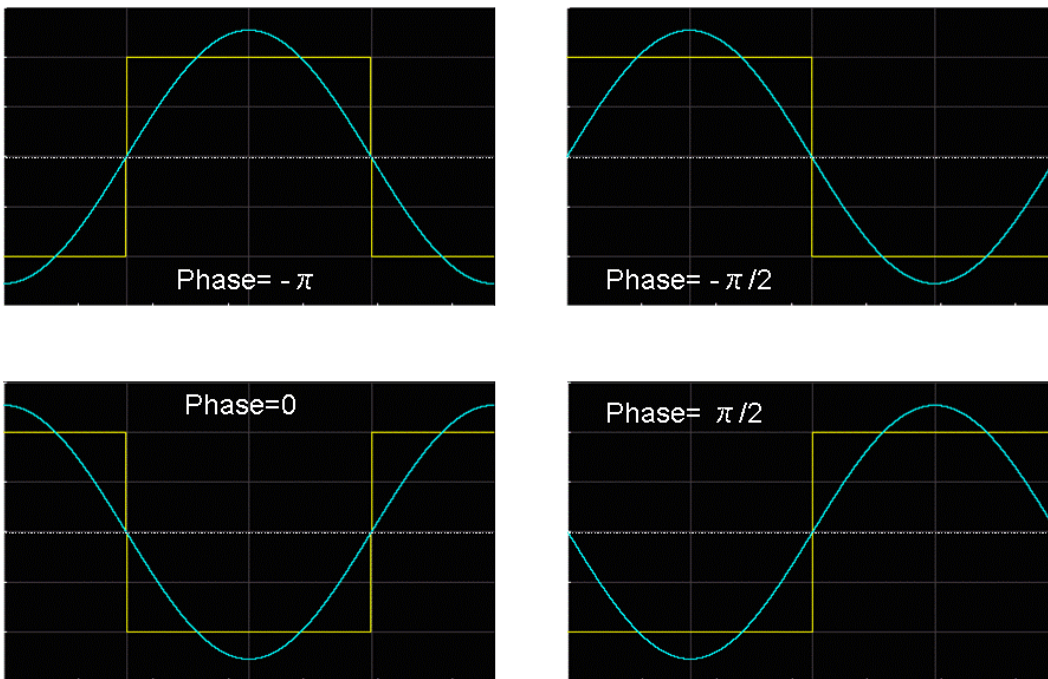 Phase= - π
Phase= - π/2
Phase=0
Phase= π/2